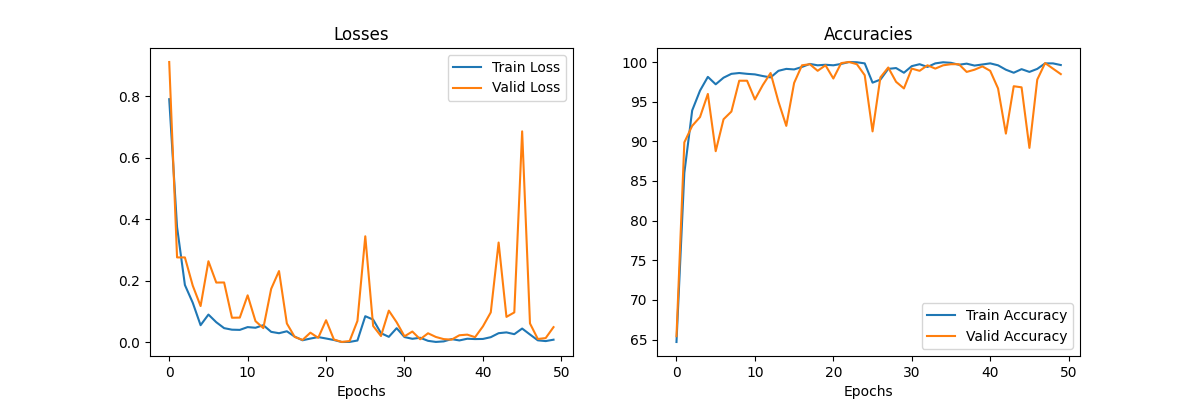 Losses
Train Loss
Valid Loss
0.8
0.6
0.4
0.2
0.0
0 10 20 30 40 50
Epochs
Accuracies
100
95
90
85
80
75
70
65
Train Accuracy
Valid Accuracy
0 10 20 30 40 50
Epochs